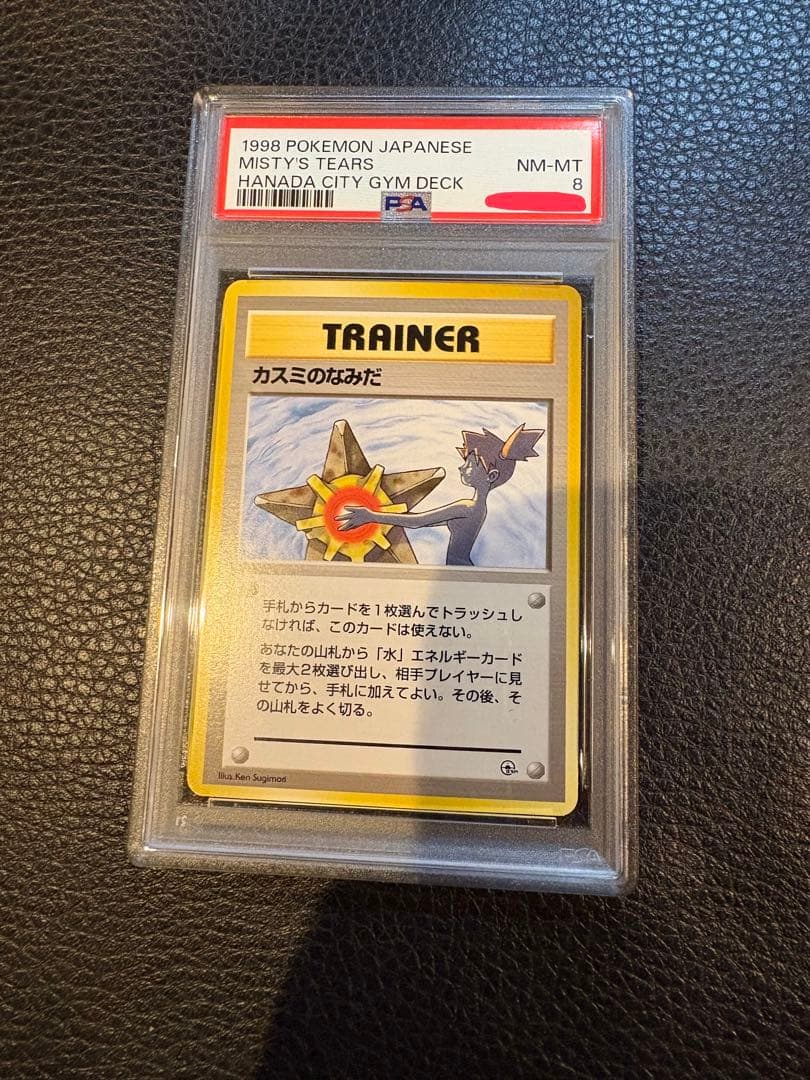 1998 POKEMON JAPANESE
MISTY'S TEARS
HANADA CITY GYM DECK
NM-MT
8
PSA
TRAINER
カスミのなみだ
手札からカードを1枚選んでトラッシュし
なければ、このカードは使えない。
あなたの山札から「水」エネルギーカード
を最大2枚選び出し、相手プレイヤーに見
せてから、手札に加えてよい。その後、そ
の山札をよく切る。
Illus. Ken Sugimori
PSA